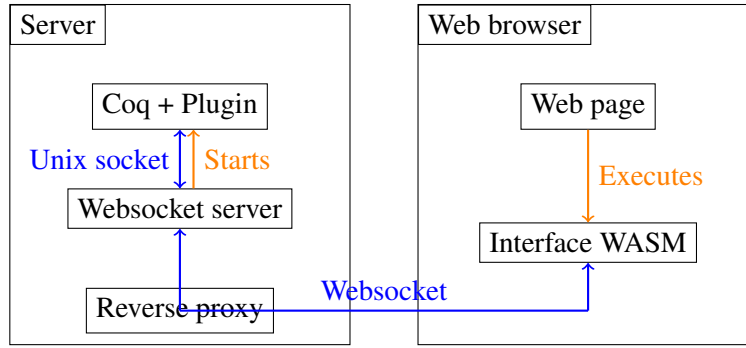 Server
Web browser
Coq + Plugin
Web page
Unix socket
Starts
Executes
Websocket server
Interface WASM
Websocket
Reverse proxy